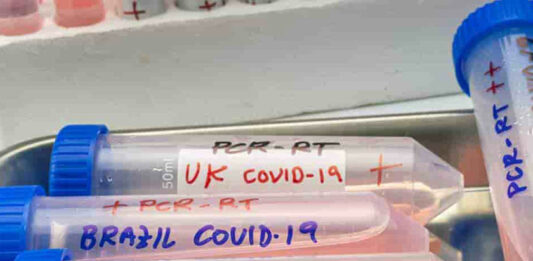 +
+
PCR-RT
50ml
UK COVID-19 +
+ PCR-RT
BRAZIL COVID-19
PCR-RT ++